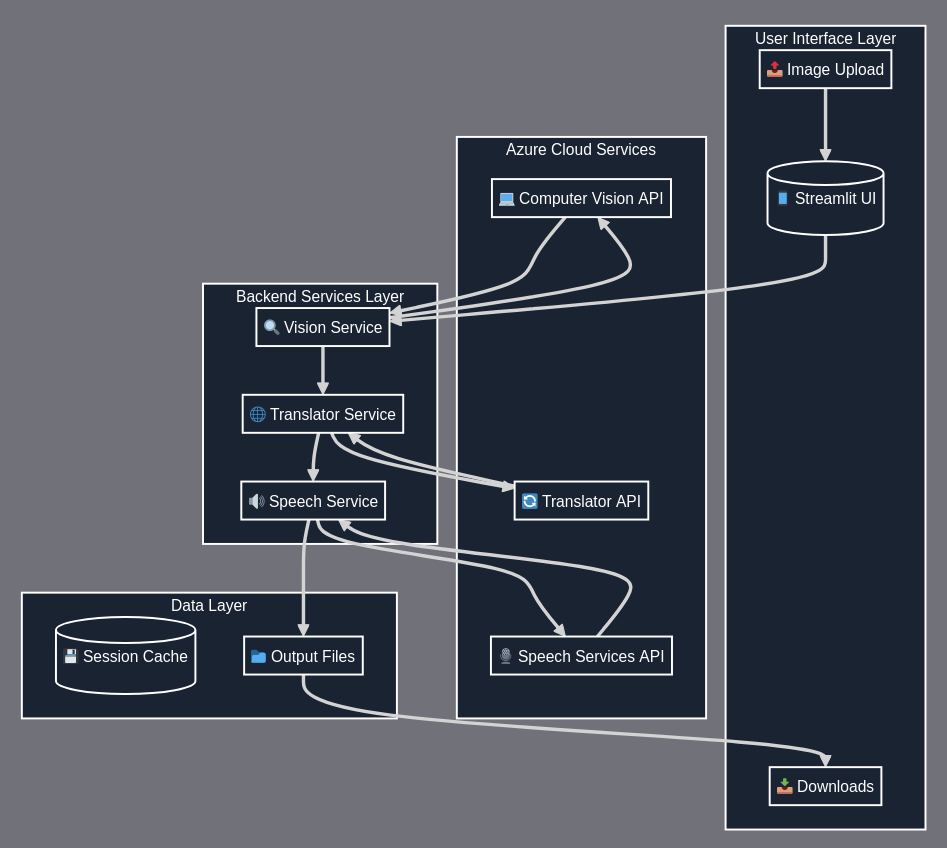 User Interface Layer
Image Upload
Streamlit UI
Azure Cloud Services
Computer Vision API
Backend Services Layer
Vision Service
Translator Service
Speech Service
Translator API
Data Layer
Session Cache
Output Files
Speech Services API
Downloads